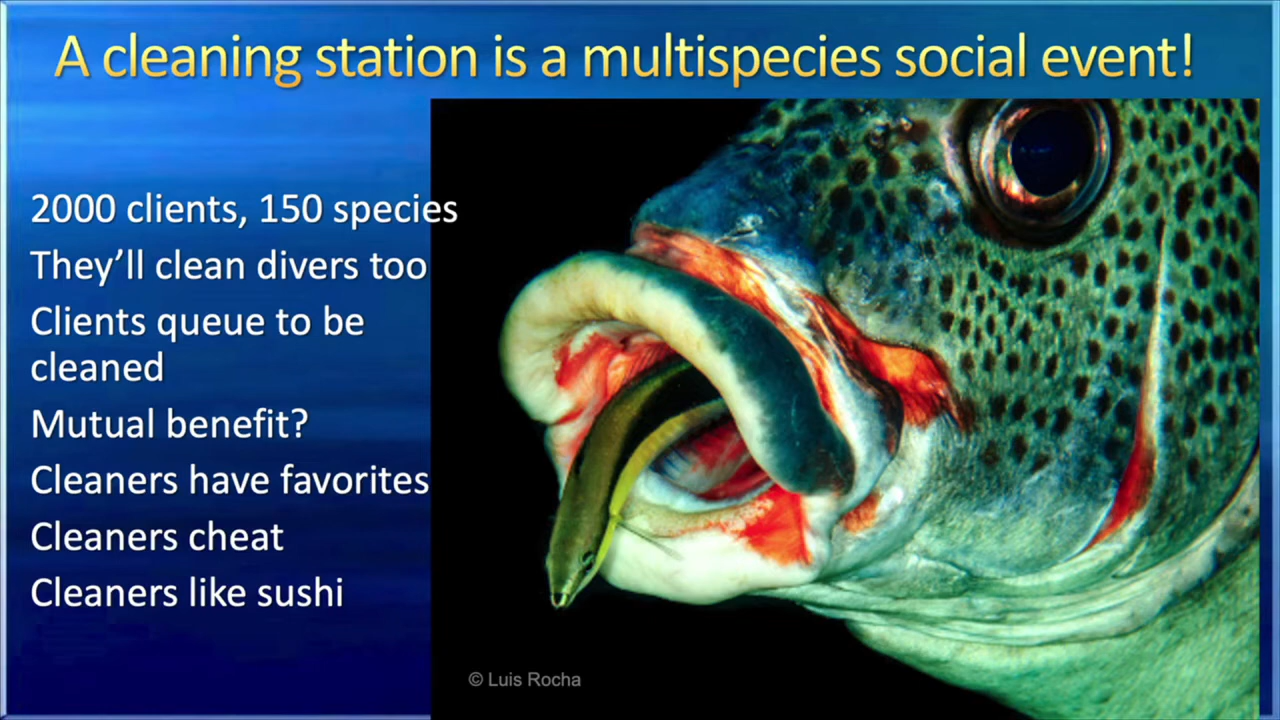 A cleaning station is a multispecies social event!
2000 clients, 150 species
They’ll clean divers too
Clients queue to be
cleaned
Mutual benefit?
Cleaners have favorites
Cleaners cheat
Cleaners like sushi
© Luis Rocha